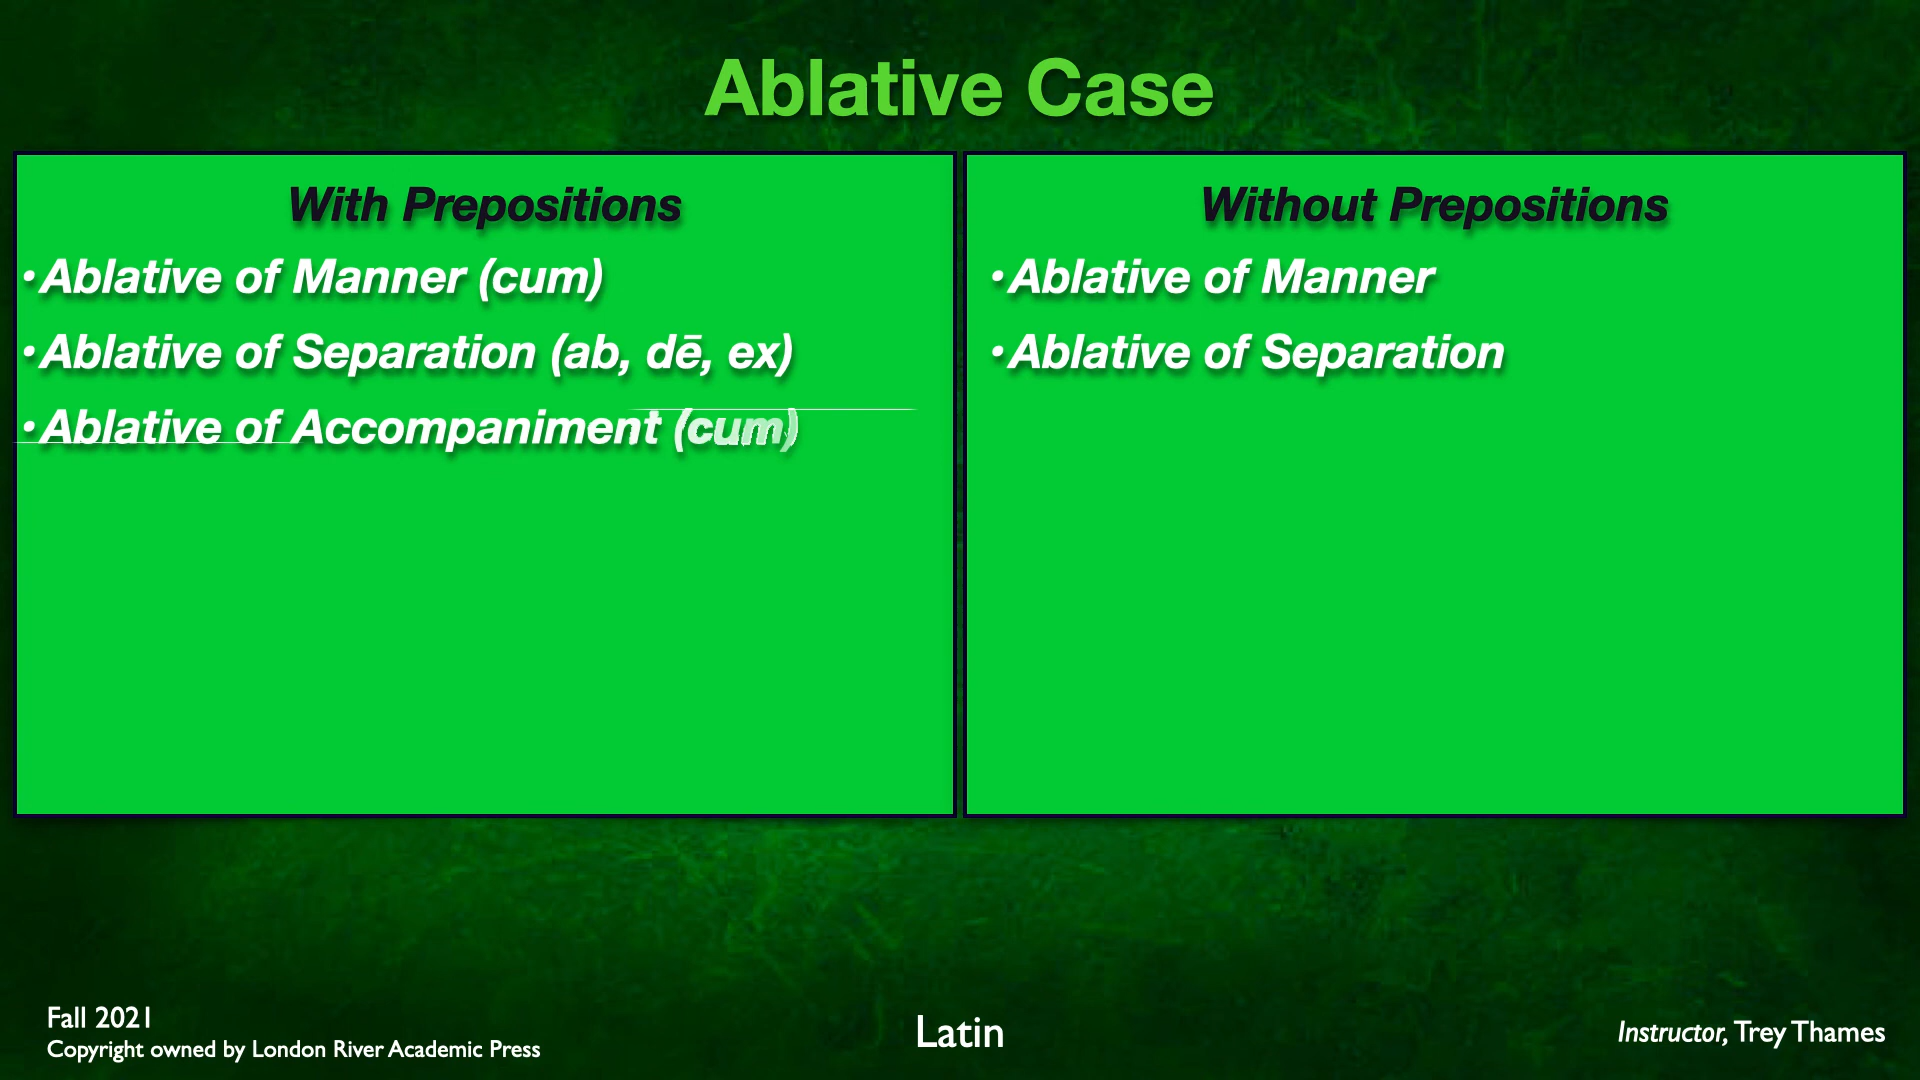 Ablative Case
With Prepositions
•Ablative of Manner (cum)
•Ablative of Separation (ab, dē, ex)
•Ablative of Accompaniment (cum)
Without Prepositions
•Ablative of Manner
•Ablative of Separation
Fall 2021
Copyright owned by London River Academic Press
Latin
Instructor, Trey Thames